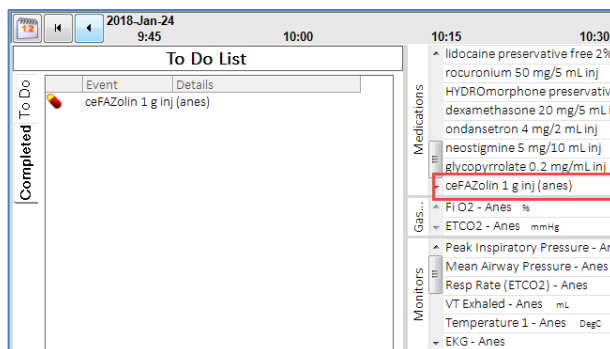 12
2018-Jan-24
9:45 10:00 10:15 10:30
To Do List
To Do
Completed
Event Details
ceFAZolin 1 g inj (anes)
Medications
lidocaine preservative free 2%
rocuronium 50 mg/5 mL inj
HYDROmorphone preservativ
dexamethasone 20 mg/5 mL i
ondansetron 4 mg/2 mL inj
neostigmine 5 mg/10 mL inj
glycopyrrolate 0.2 mg/mL inj
ceFAZolin 1 g inj (anes)
Gas...
FI O2 - Anes %
ETCO2 - Anes mmHg
Monitors
Peak Inspiratory Pressure - An
Mean Airway Pressure - Anes
Resp Rate (ETCO2) - Anes
VT Exhaled - Anes mL
Temperature 1 - Anes DegC
EKG - Anes